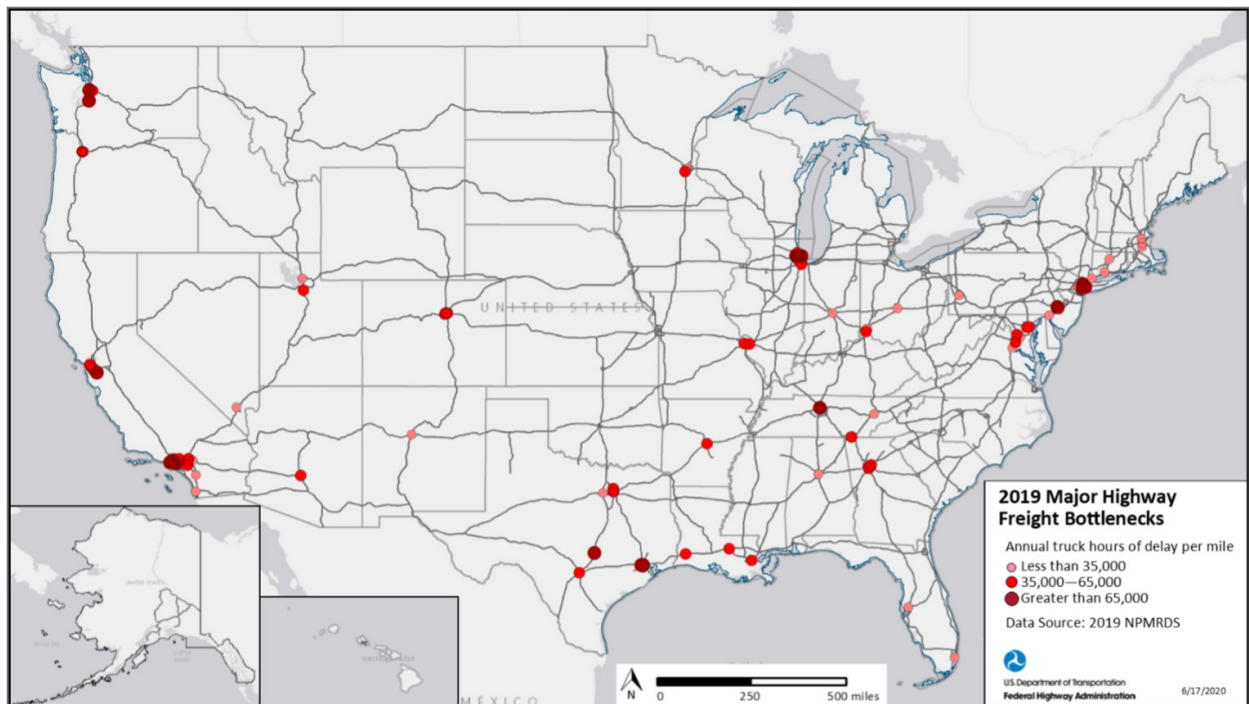 UNITED STATES
2019 Major Highway
Freight Bottlenecks
Annual truck hours of delay per mile
Less than 35,000
35,000—65,000
Greater than 65,000
Data Source: 2019 NPMRDS
U.S. Department of Transportation
Federal Highway Administration
6/17/2020
UNITED STATES
N
0 250 500 miles
MÉXICO